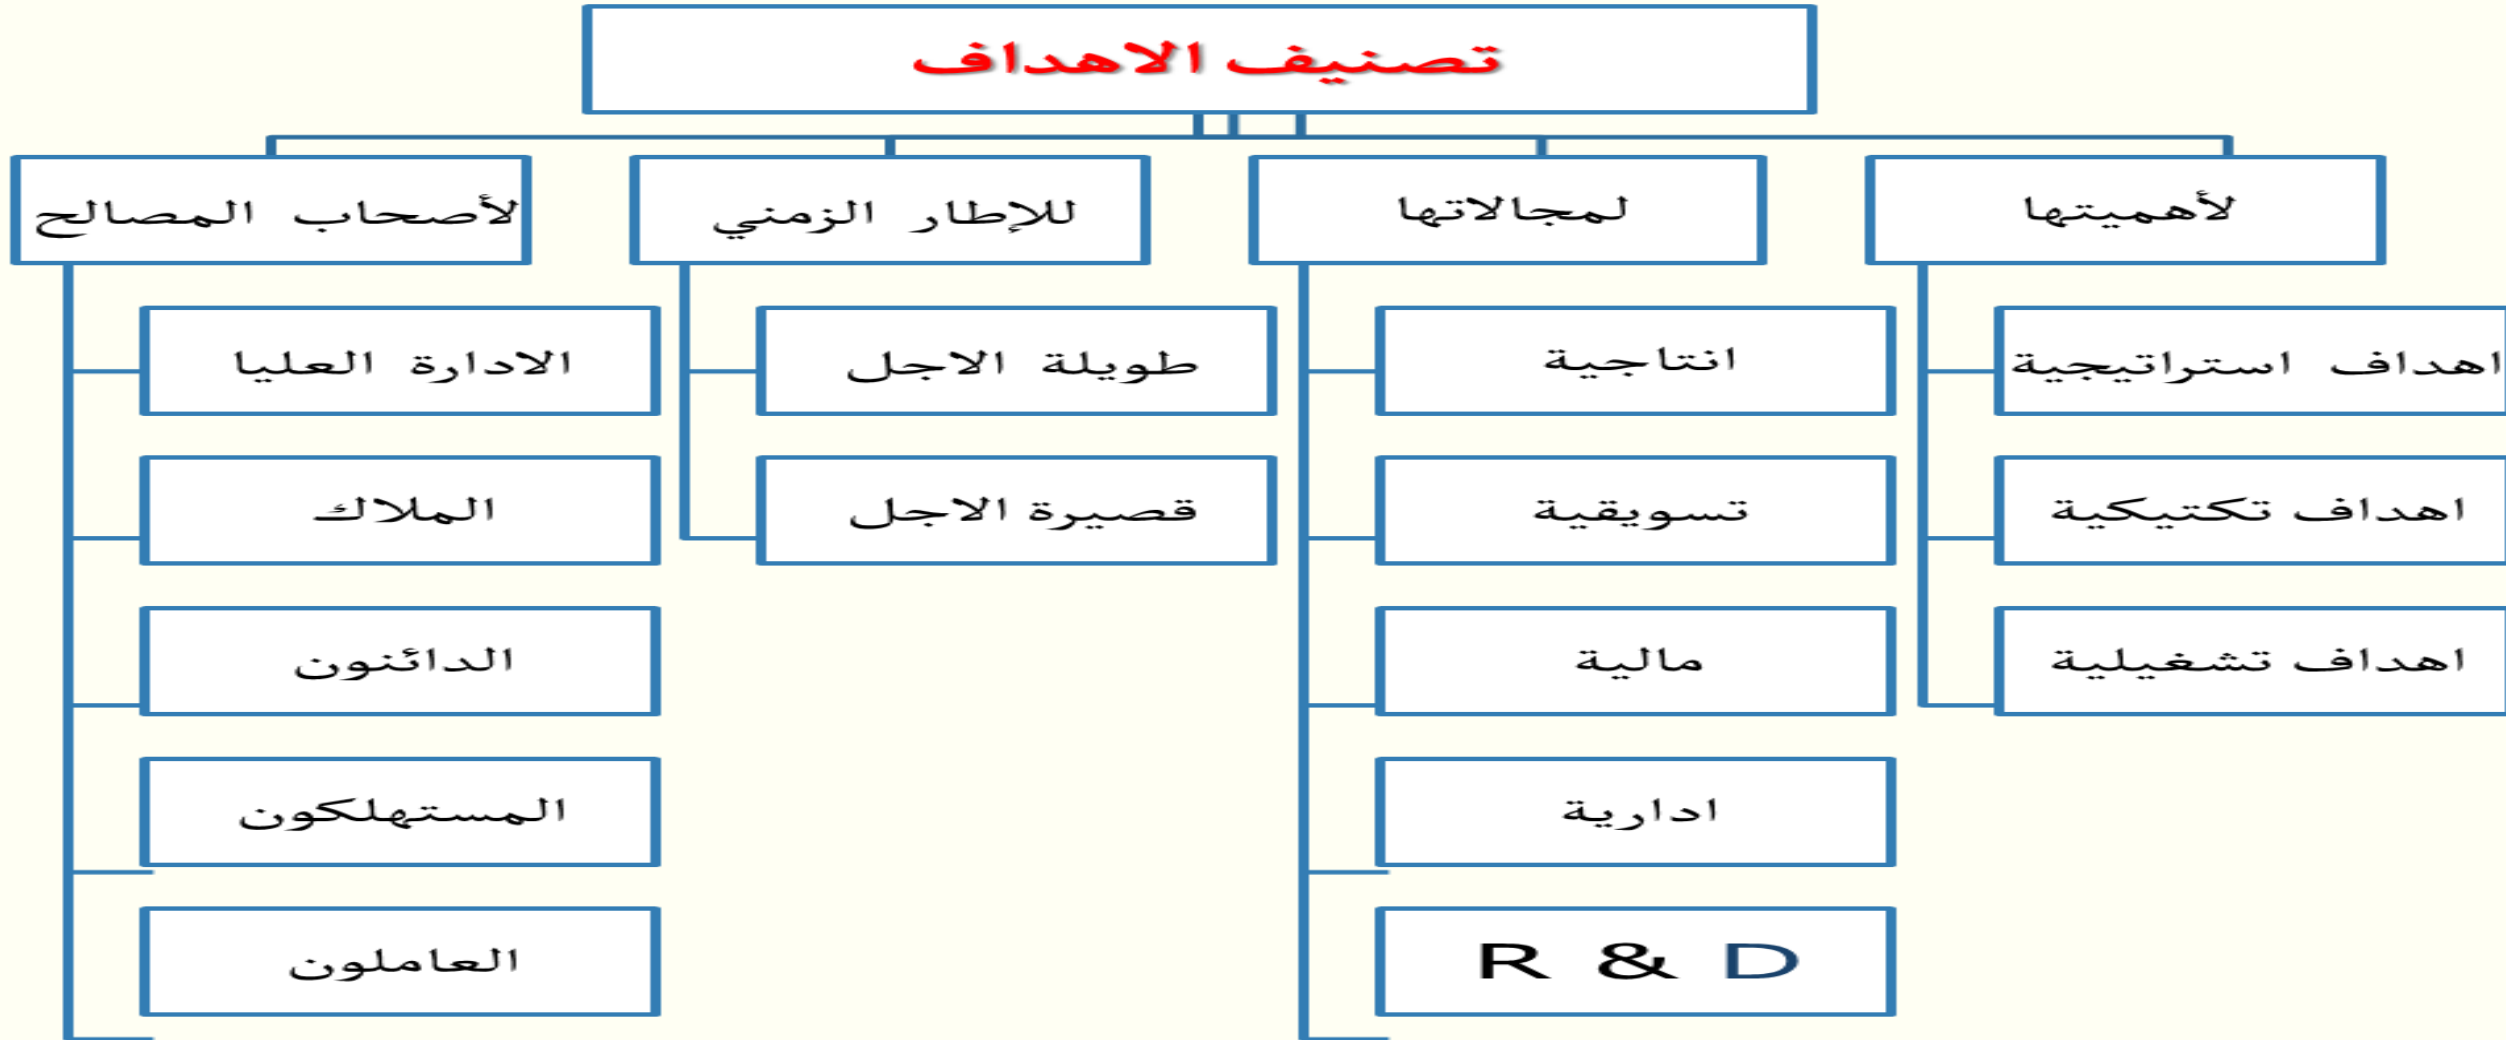 تصنيف الاهداف
لأهميتها
اهداف استراتيجية
اهداف تكتيكية
اهداف تشغيلية
لمجالاتها
انتاجية
تسويقية
مالية
ادارية
R & D
للإطار الزمني
طويلة الاجل
قصيرة الاجل
لأصحاب المصالح
الادارة العليا
الملاك
الدائنون
المستهلكون
العاملون